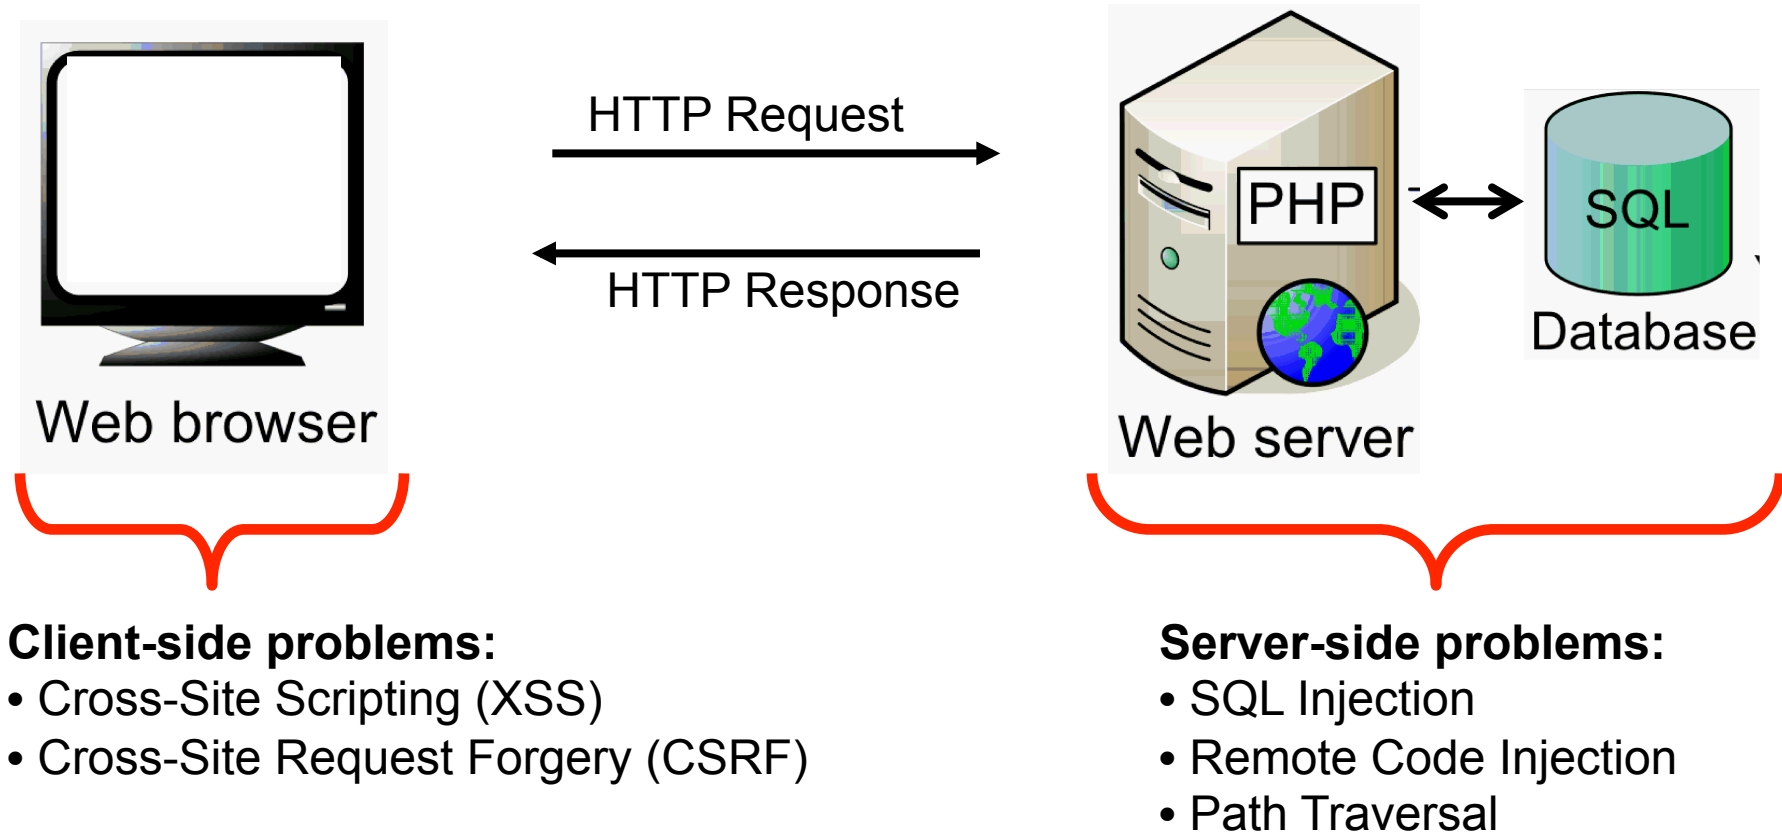 HTTP Request
HTTP Response
PHP
SQL
Database
Web browser
Web server
Client-side problems:
• Cross-Site Scripting (XSS)
• Cross-Site Request Forgery (CSRF)
Server-side problems:
• SQL Injection
• Remote Code Injection
• Path Traversal